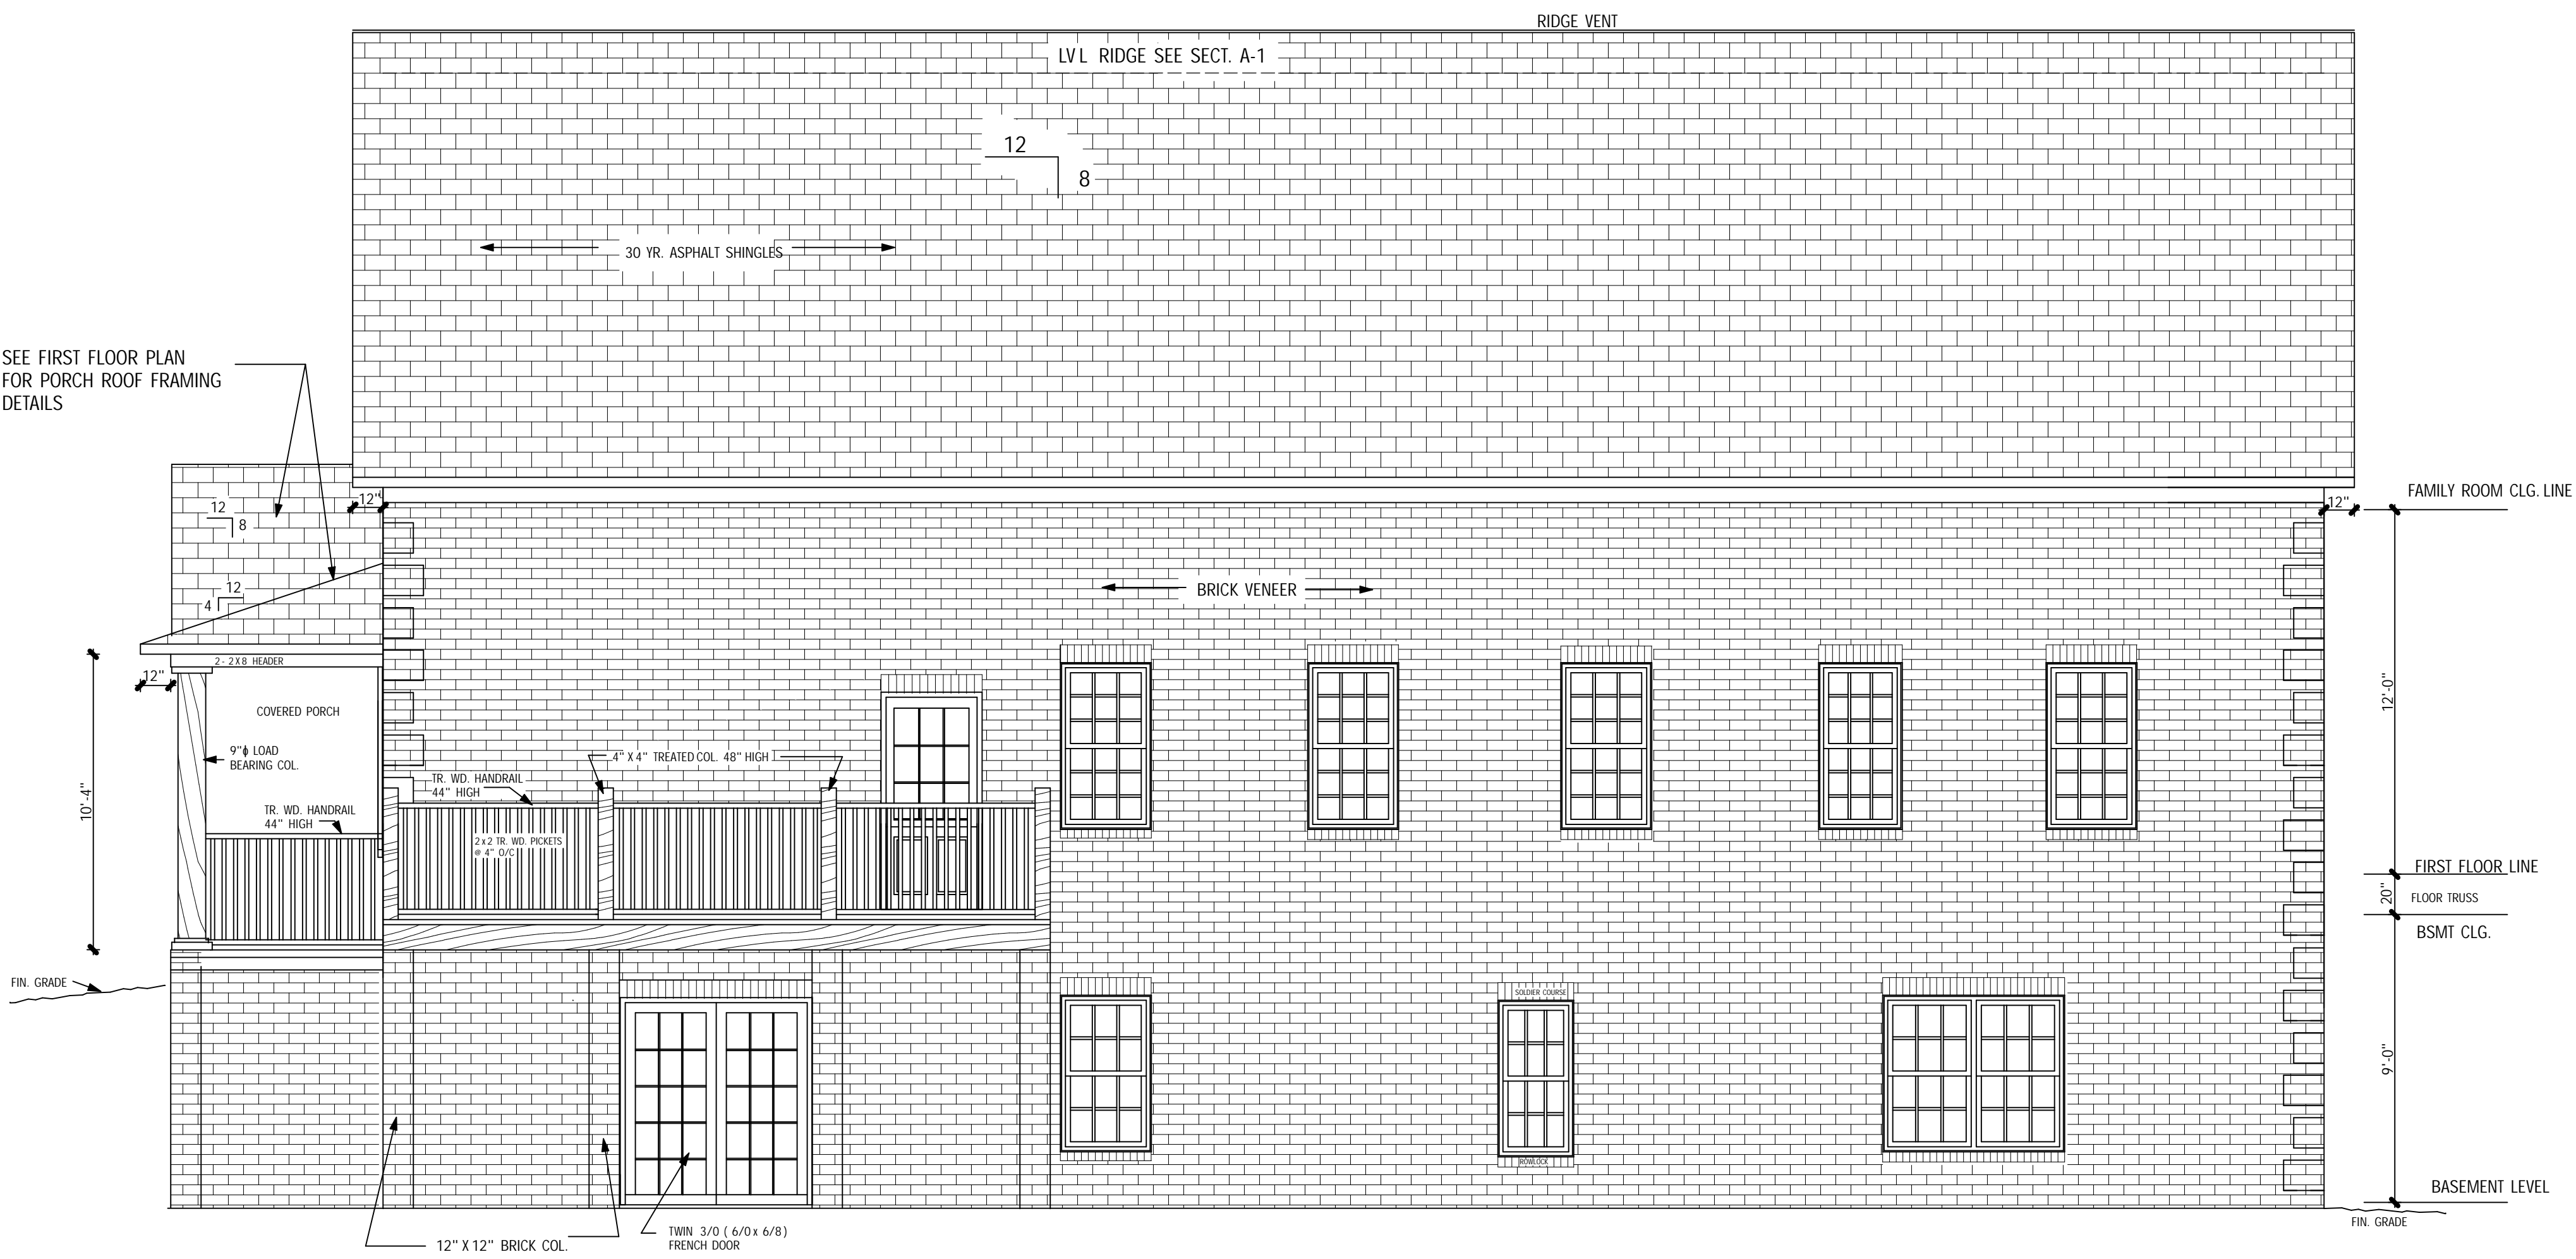 RIDGE VENT
LVL RIDGE SEE SECT. A-1
12
8
30 YR. ASPHALT SHINGLES
SEE FIRST FLOOR PLAN
FOR PORCH ROOF FRAMING
DETAILS
12"
12
8
12
4
2- 2X8 HEADER
12"
COVERED PORCH
9"ϕ LOAD
BEARING COL.
10'-4"
TR. WD. HANDRAIL
44" HIGH
TR. WD. HANDRAIL
44" HIGH
4" X 4" TREATED COL. 48" HIGH
2x2 TR. WD. PICKETS
@ 4" O/C
BRICK VENEER
FAMILY ROOM CLG. LINE
12"
12'-0"
FIRST FLOOR LINE
20"
FLOOR TRUSS
BSMT CLG.
FIN. GRADE
SOLDIER COURSE
ROWLOCK
9'-0"
BASEMENT LEVEL
FIN. GRADE
12" X 12" BRICK COL.
TWIN 3/0 ( 6/0 x 6/8)
FRENCH DOOR